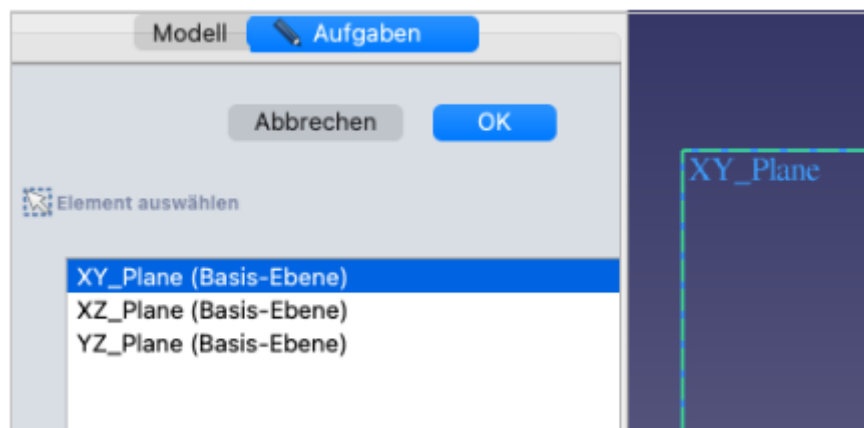 Modell Aufgaben
Abbrechen OK
XY_Plane
Element auswählen
XY_Plane (Basis-Ebene)
XZ_Plane (Basis-Ebene)
YZ_Plane (Basis-Ebene)